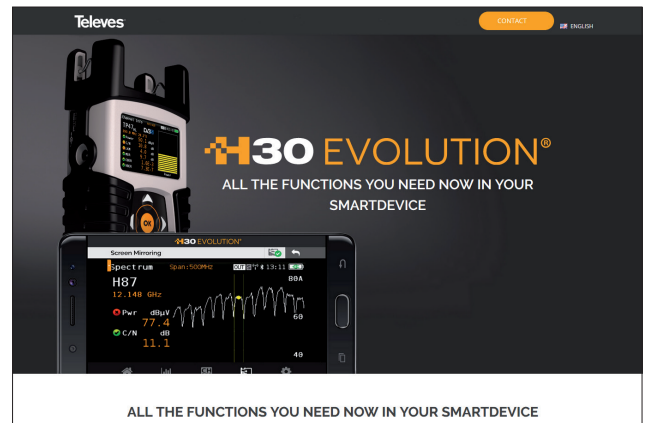 Televes
CONTACT
ENGLISH
H30 EVOLUTION®
ALL THE FUNCTIONS YOU NEED NOW IN YOUR
SMARTDEVICE
H30 EVOLUTION®
Screen Mirroring
Spectrum Span:500MHz OUT 13:11
H87 80A
12.148 GHz
Pwr dBµV 60
77.4
C/N dB
11.1 40
ALL THE FUNCTIONS YOU NEED NOW IN YOUR SMARTDEVICE